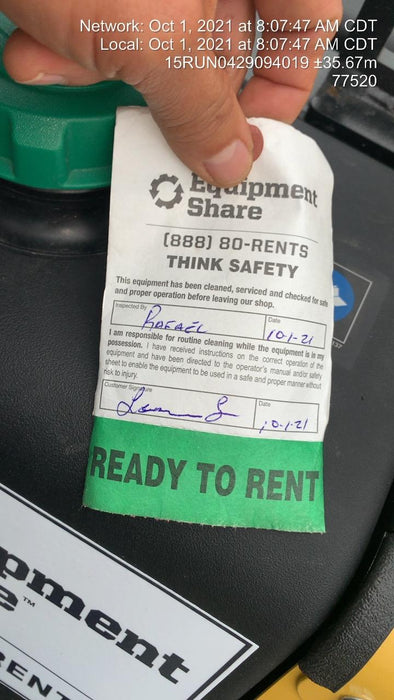 Network: Oct 1, 2021 at 8:07:47 AM CDT
Local: Oct 1, 2021 at 8:07:47 AM CDT
15RUN0429094019 ±35.67m
77520
Equipment
Share
(888) 80-RENTS
THINK SAFETY
This equipment has been cleaned, serviced and checked for safe
and proper operation before leaving our shop.
Inspected By Date
RAFAEL 10-1-21
I am responsible for routine cleaning while the equipment is in my
possession. I have received instructions on the correct operation of the
equipment and have been directed to the operator's manual and/or safety
sheet to enable the equipment to be used in a safe and proper manner without
risk to injury.
Customer Signature Date
10-1-21
READY TO RENT
pment
e™
RENT